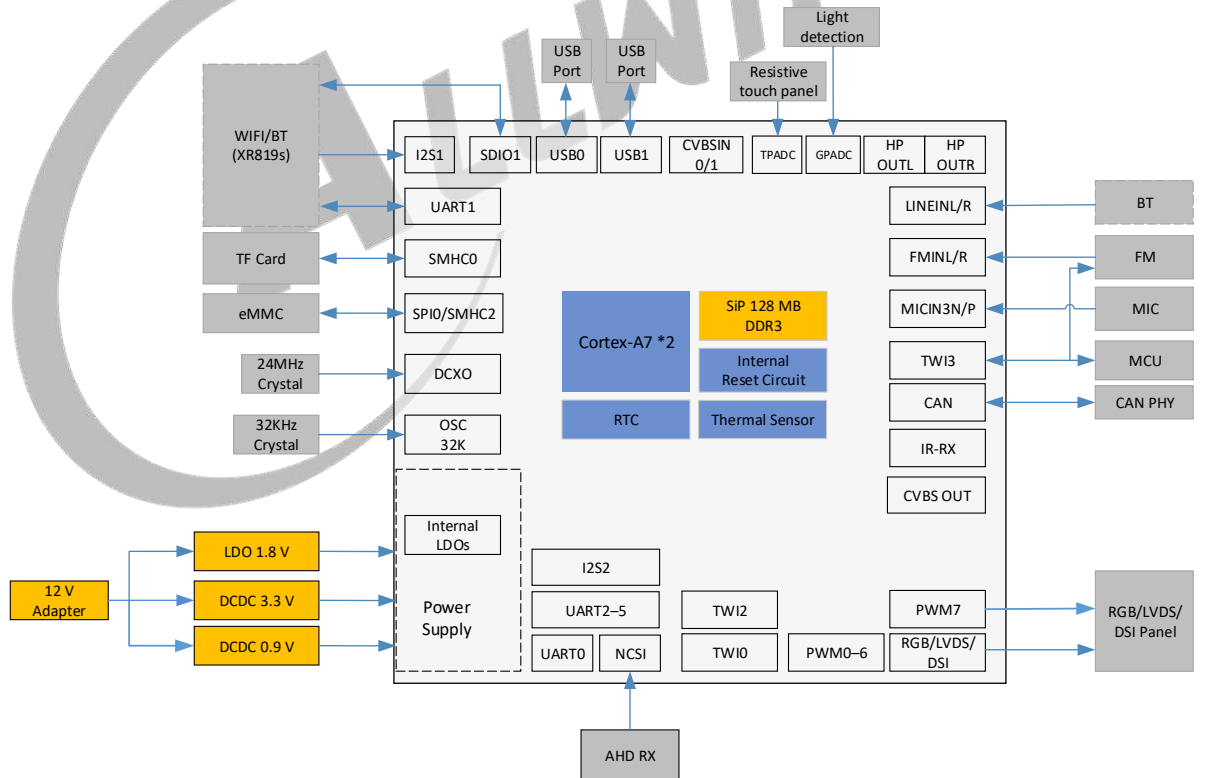 ALLWI
Light
detection
USB
Port
USB
Port
Resistive
touch panel
WIFI/BT
(XR819s)
I2S1
SDIO1
USB0
USB1
CVBSIN
0/1
TPADC
GPADC
HP
OUTL
HP
OUTR
UART1
LINEINL/R
BT
TF Card
SMHC0
FMINL/R
FM
eMMC
SPI0/SMHC2
Cortex-A7 *2
SiP 128 MB
DDR3
MICIN3N/P
MIC
24MHz
Crystal
DCXO
Internal
Reset Circuit
TWI3
MCU
CAN
CAN PHY
32KHz
Crystal
OSC
32K
RTC
Thermal Sensor
IR-RX
CVBS OUT
Internal
LDOs
LDO 1.8 V
12 V
Adapter
DCDC 3.3 V
DCDC 0.9 V
Power
Supply
I2S2
UART2–5
TWI2
PWM7
UART0
NCSI
TWI0
PWM0–6
RGB/LVDS/
DSI
RGB/LVDS/
DSI Panel
AHD RX